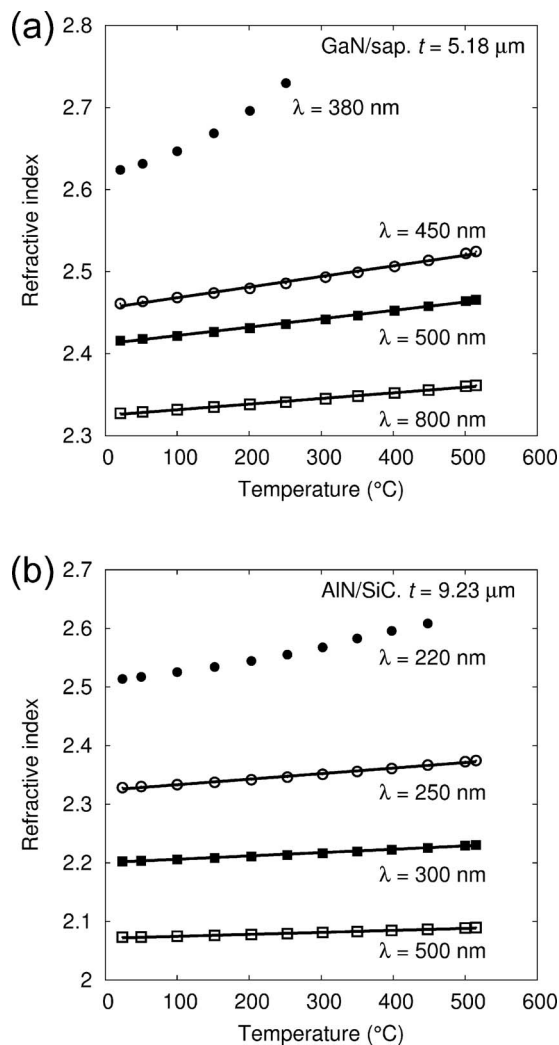 (a)
2.8
GaN/sap. t = 5.18 μm
2.7
λ = 380 nm
2.6
λ = 450 nm
2.5
λ = 500 nm
2.4
λ = 800 nm
2.3
Refractive index
0 100 200 300 400 500 600
Temperature (°C)
(b)
2.7
AlN/SiC. t = 9.23 μm
2.6
λ = 220 nm
2.5
2.4
λ = 250 nm
2.3
2.2
λ = 300 nm
2.1
λ = 500 nm
2
Refractive index
0 100 200 300 400 500 600
Temperature (°C)